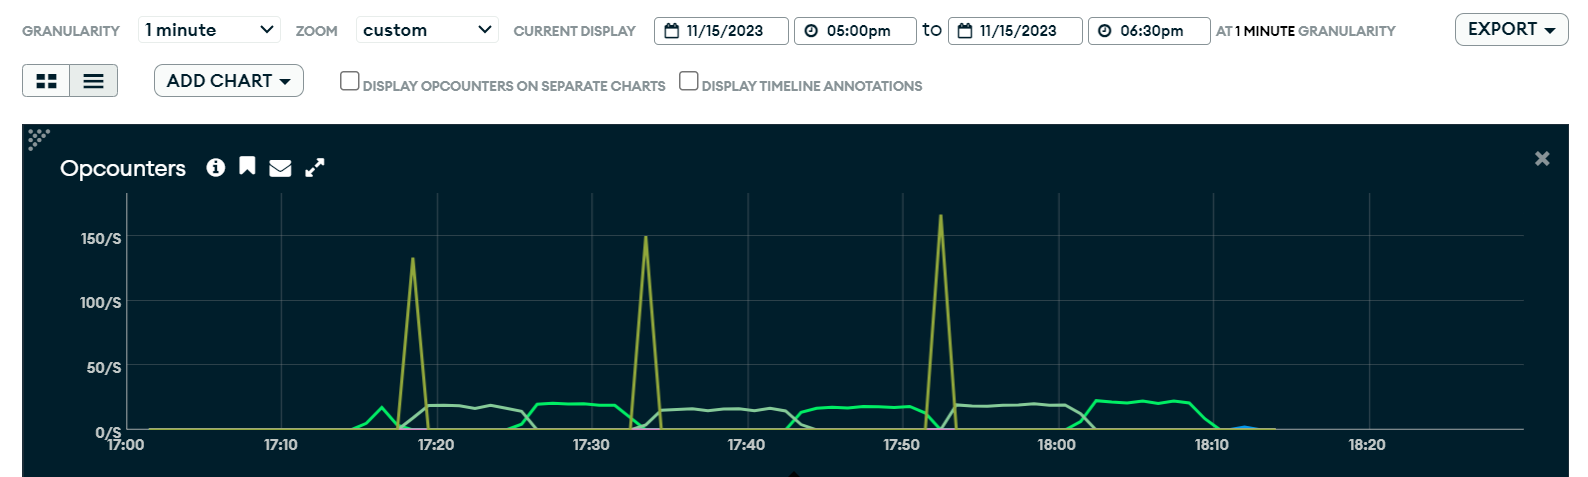 GRANULARITY 1 minute ZOOM custom CURRENT DISPLAY 11/15/2023 05:00pm to 11/15/2023 06:30pm AT 1 MINUTE GRANULARITY EXPORT
ADD CHART DISPLAY OPCOUNTERS ON SEPARATE CHARTS DISPLAY TIMELINE ANNOTATIONS
Opcounters
150/S
100/S
50/S
0/S
17:00 17:10 17:20 17:30 17:40 17:50 18:00 18:10 18:20